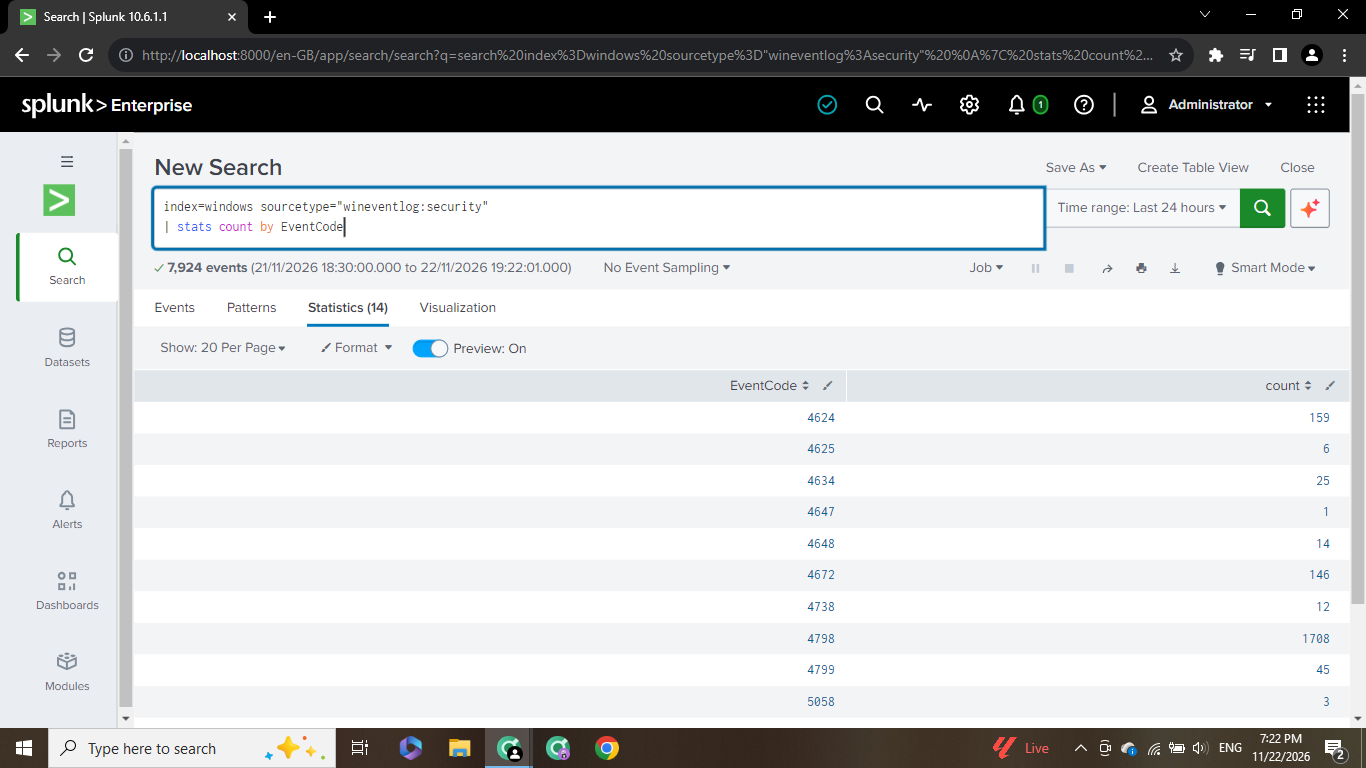 Search | Splunk 10.6.1.1
http://localhost:8000/en-GB/app/search/search?q=search%20index%3Dwindows%20sourcetype%3D"wineventlog%3Asecurity"%20%0A%7C%20stats%20count%2...
splunk>Enterprise
1
Administrator
New Search
Save As
Create Table View
Close
index=windows sourcetype="wineventlog:security"
| stats count by EventCode
Time range: Last 24 hours
7,924 events (21/11/2026 18:30:00.000 to 22/11/2026 19:22:01.000)
No Event Sampling
Job
Smart Mode
Search
Datasets
Reports
Alerts
Dashboards
Modules
Events
Patterns
Statistics (14)
Visualization
Show: 20 Per Page
Format
Preview: On
EventCode count
4624 159
4625 6
4634 25
4647 1
4648 14
4672 146
4738 12
4798 1708
4799 45
5058 3
Type here to search
Live
ENG
7:22 PM
11/22/2026
2